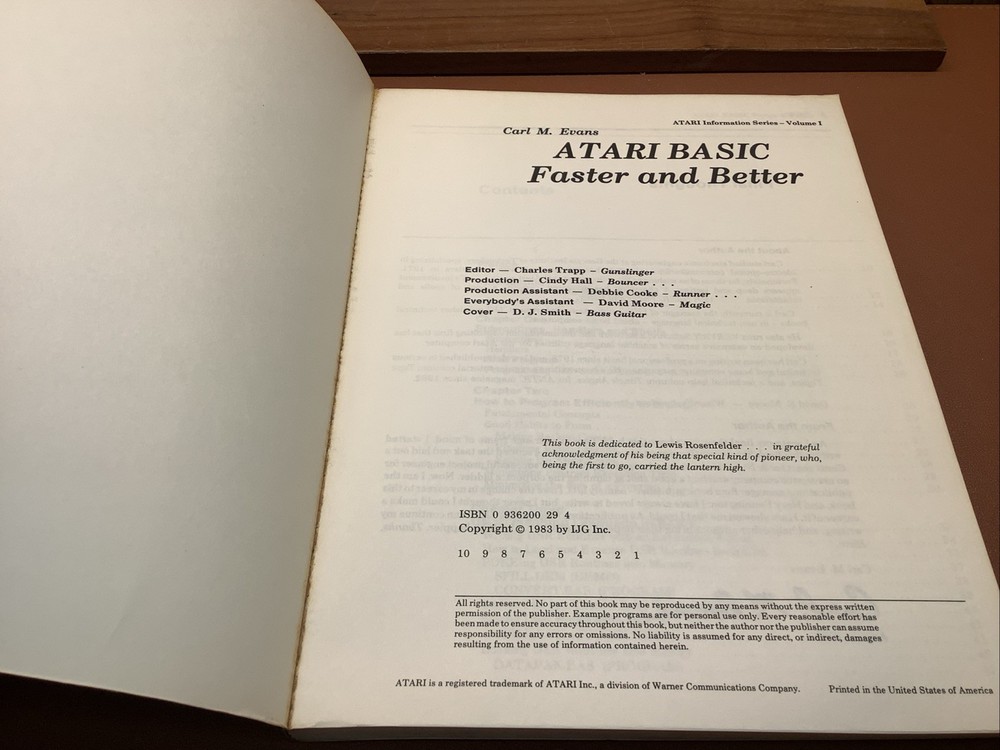 ATARI Information Series – Volume I
Carl M. Evans
ATARI BASIC
Faster and Better
Editor — Charles Trapp – Gunslinger
Production — Cindy Hall – Bouncer . . .
Production Assistant — Debbie Cooke – Runner . . .
Everybody's Assistant — David Moore – Magic
Cover — D. J. Smith – Bass Guitar
This book is dedicated to Lewis Rosenfelder . . . in grateful
acknowledgment of his being that special kind of pioneer, who,
being the first to go, carried the lantern high.
ISBN 0 936200 29 4
Copyright © 1983 by IJG Inc.
10 9 8 7 6 5 4 3 2 1
All rights reserved. No part of this book may be reproduced by any means without the express written
permission of the publisher. Example programs are for personal use only. Every reasonable effort has
been made to ensure accuracy throughout this book, but neither the author nor the publisher can assume
responsibility for any errors or omissions. No liability is assumed for any direct, or indirect, damages
resulting from the use of information contained herein.
ATARI is a registered trademark of ATARI Inc., a division of Warner Communications Company. Printed in the United States of America